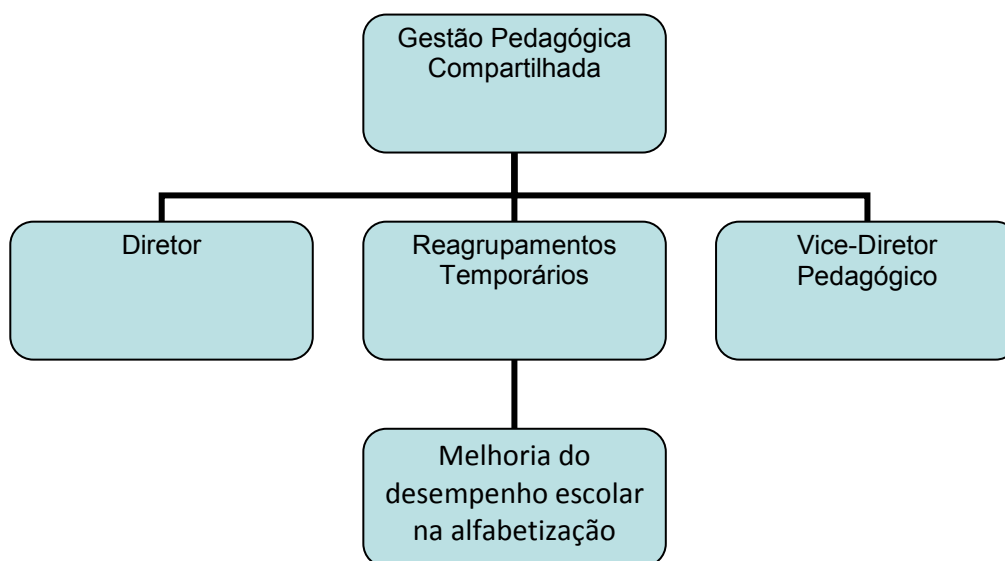 Gestão Pedagógica
Compartilhada
Diretor
Reagrupamentos
Temporários
Vice-Diretor
Pedagógico
Melhoria do
desempenho escolar
na alfabetização